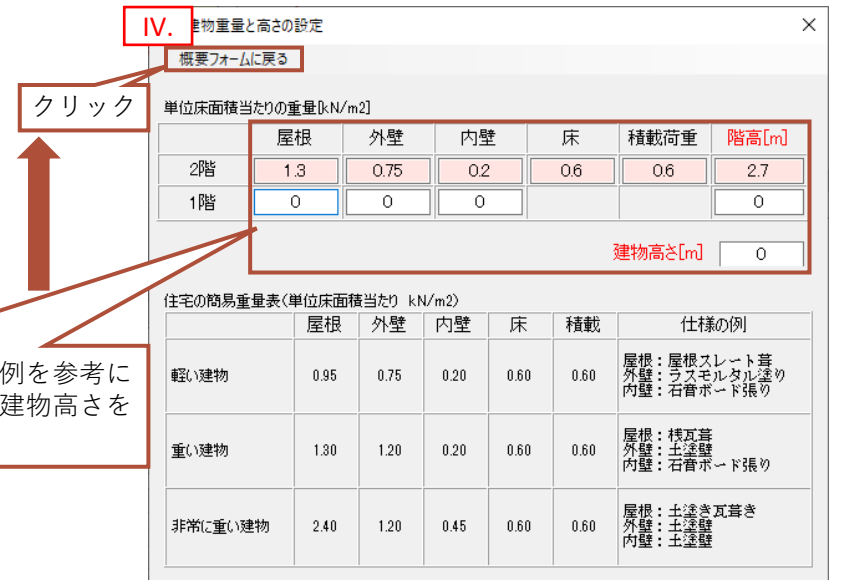 IV.
建物重量と高さの設定
概要フォームに戻る
クリック
単位床面積当たりの重量[kN/m2]
屋根 外壁 内壁 床 積載荷重 階高[m]
2階 1.3 0.75 0.2 0.6 0.6 2.7
1階 0 0 0 0
建物高さ[m] 0
住宅の簡易重量表(単位床面積当たり kN/m2)
屋根 外壁 内壁 床 積載 仕様の例
軽い建物 0.95 0.75 0.20 0.60 0.60 屋根：屋根スレート葺
外壁：ラスモルタル塗り
内壁：石膏ボード張り
重い建物 1.30 1.20 0.20 0.60 0.60 屋根：桟瓦葺
外壁：土塗壁
内壁：石膏ボード張り
非常に重い建物 2.40 1.20 0.45 0.60 0.60 屋根：土塗き瓦葺き
外壁：土塗壁
内壁：土塗壁
例を参考に
建物高さを